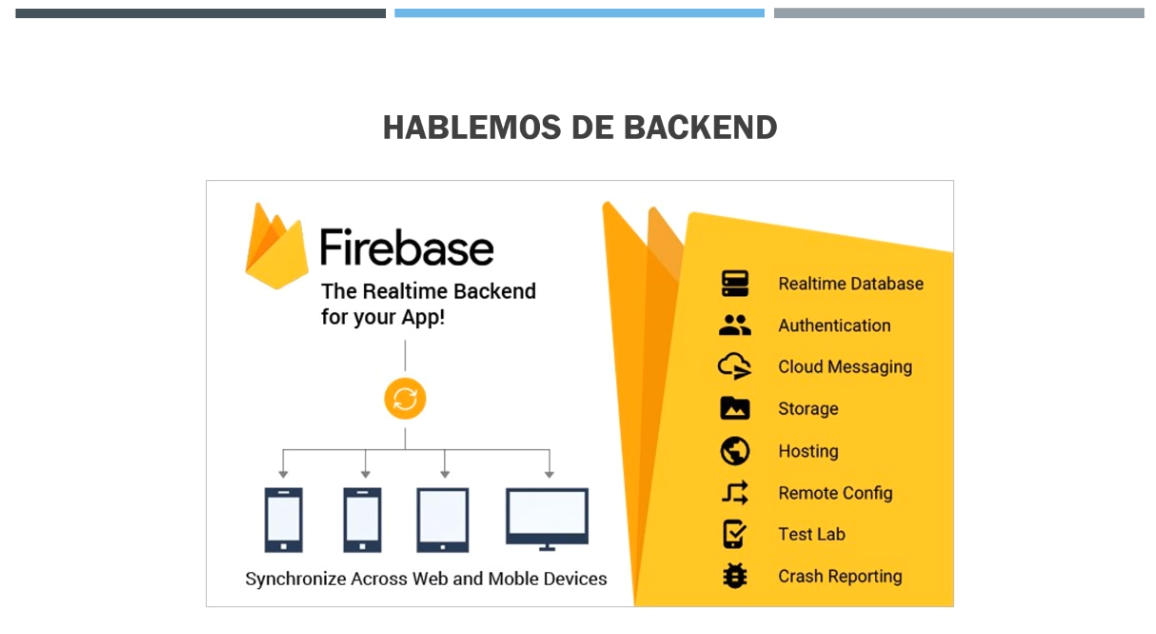 HABLEMOS DE BACKEND
Firebase
The Realtime Backend
for your App!
Synchronize Across Web and Moble Devices
Realtime Database
Authentication
Cloud Messaging
Storage
Hosting
Remote Config
Test Lab
Crash Reporting